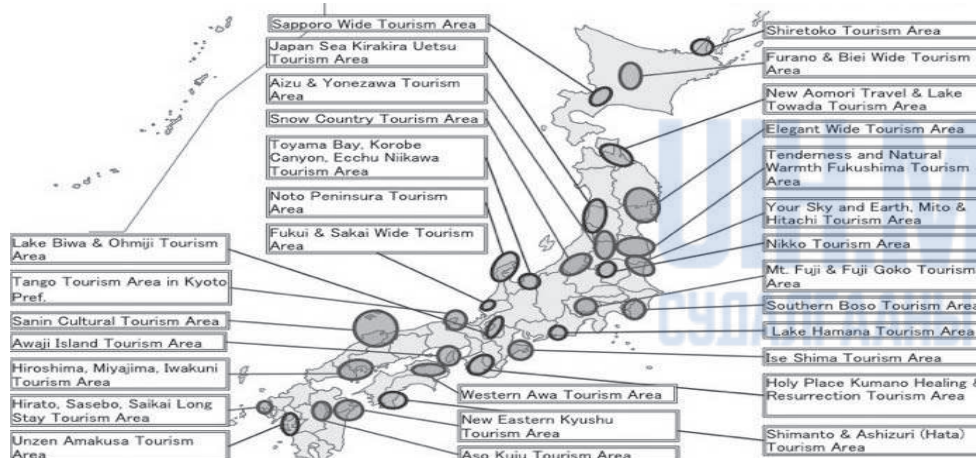 Sapporo Wide Tourism Area
Japan Sea Kirakira Uetsu
Tourism Area
Aizu & Yonezawa Tourism
Area
Snow Country Tourism Area
Toyama Bay, Korobe
Canyon, Ecchu Niikawa
Tourism Area
Noto Peninsura Tourism
Area
Fukui & Sakai Wide Tourism
Area
Lake Biwa & Ohmiji Tourism
Area
Tango Tourism Area in Kyoto
Pref.
Sanin Cultural Tourism Area
Awaji Island Tourism Area
Hiroshima, Miyajima, Iwakuni
Tourism Area
Hirato, Sasebo, Saikai Long
Stay Tourism Area
Unzen Amakusa Tourism
Area
Western Awa Tourism Area
New Eastern Kyushu
Tourism Area
Aso Kuju Tourism Area
Shiretoko Tourism Area
Furano & Biei Wide Tourism
Area
New Aomori Travel & Lake
Towada Tourism Area
Elegant Wide Tourism Area
Tenderness and Natural
Warmth Fukushima Tourism
Area
Your Sky and Earth, Mito &
Hitachi Tourism Area
Nikko Tourism Area
Mt. Fuji & Fuji Goko Tourism
Area
Southern Boso Tourism Area
Lake Hamana Tourism Area
Ise Shima Tourism Area
Holy Place Kumano Healing &
Resurrection Tourism Area
Shimanto & Ashizuri (Hata)
Tourism Area